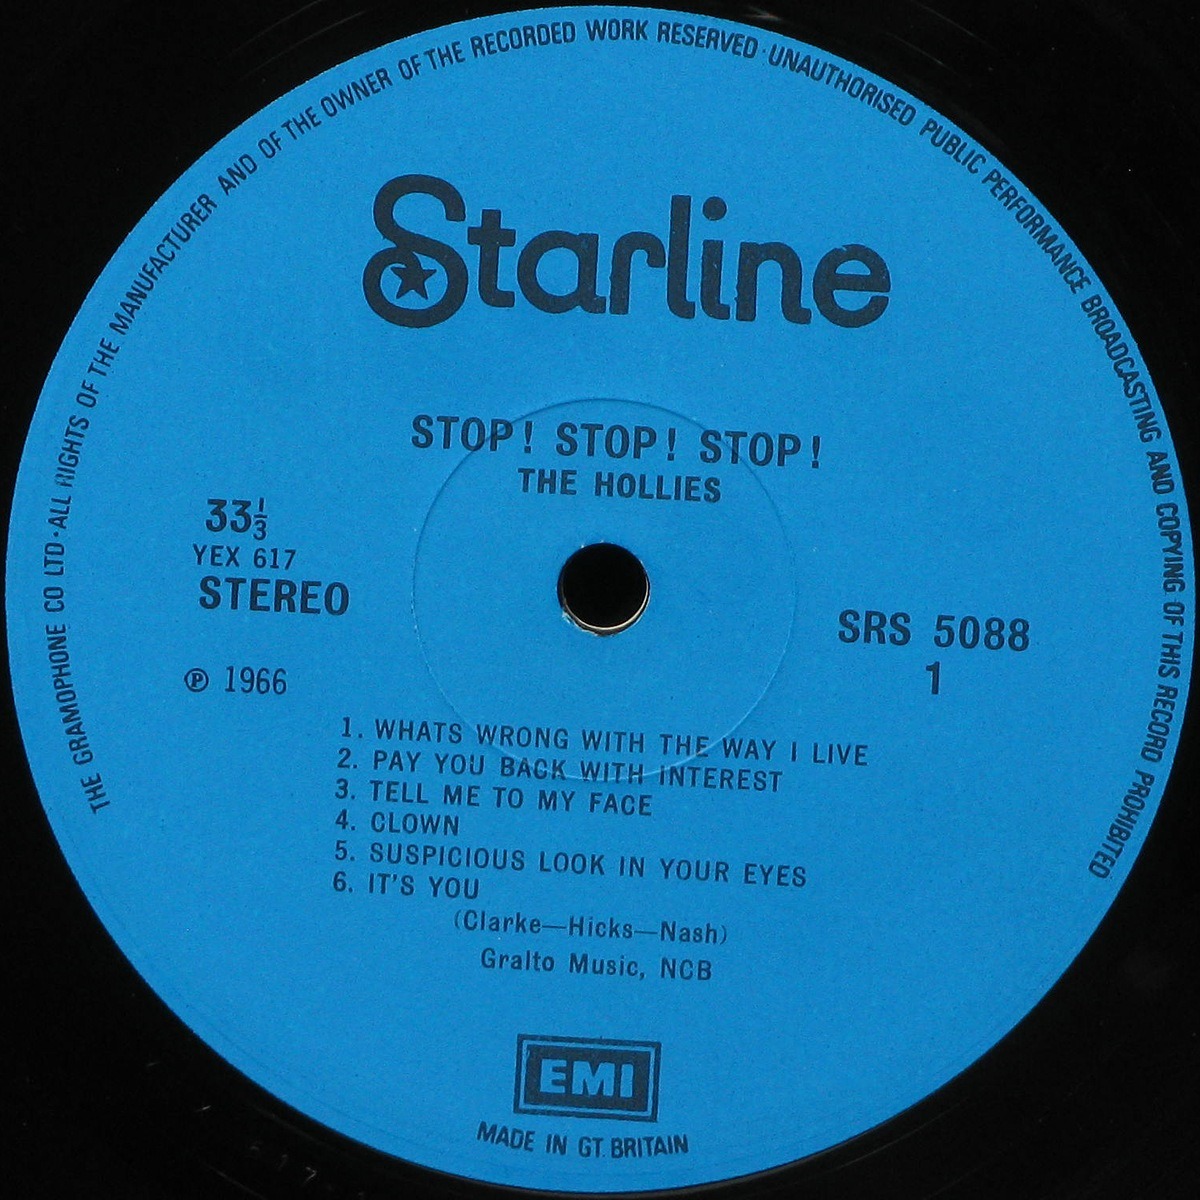 THE GRAMOPHONE CO LTD · ALL RIGHTS OF THE MANUFACTURER AND OF THE OWNER OF THE RECORDED WORK RESERVED · UNAUTHORISED PUBLIC PERFORMANCE BROADCASTING AND COPYING OF THIS RECORD PROHIBITED
Starline
STOP! STOP! STOP!
THE HOLLIES
33⅓
YEX 617
STEREO
SRS 5088
1
℗ 1966
1. WHATS WRONG WITH THE WAY I LIVE
2. PAY YOU BACK WITH INTEREST
3. TELL ME TO MY FACE
4. CLOWN
5. SUSPICIOUS LOOK IN YOUR EYES
6. IT'S YOU
(Clarke—Hicks—Nash)
Gralto Music, NCB
EMI
MADE IN GT. BRITAIN